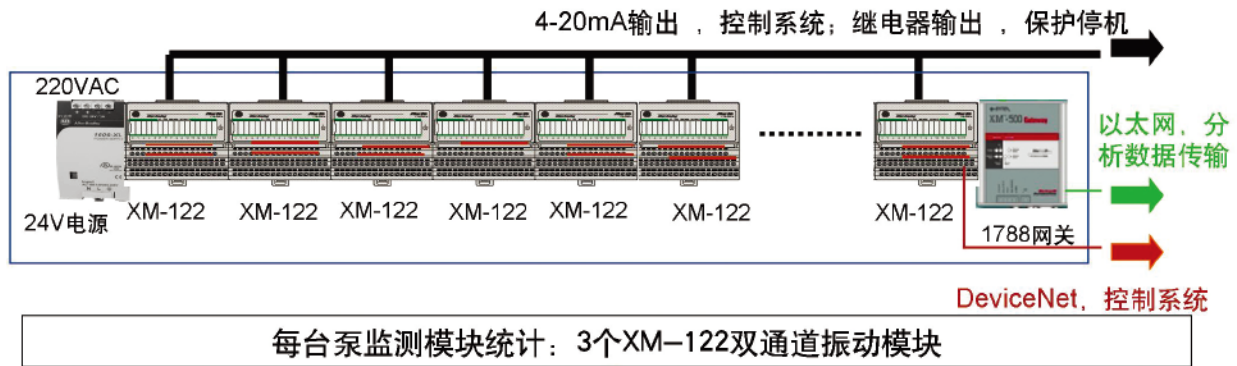 4-20mA输出 ，控制系统；继电器输出 ，保护停机
220VAC
XM-500 Gateway
以太网，分
析数据传输
24V电源
XM-122 XM-122 XM-122 XM-122 XM-122 XM-122 XM-122
1788网关
DeviceNet，控制系统
每台泵监测模块统计：3个XM—122双通道振动模块